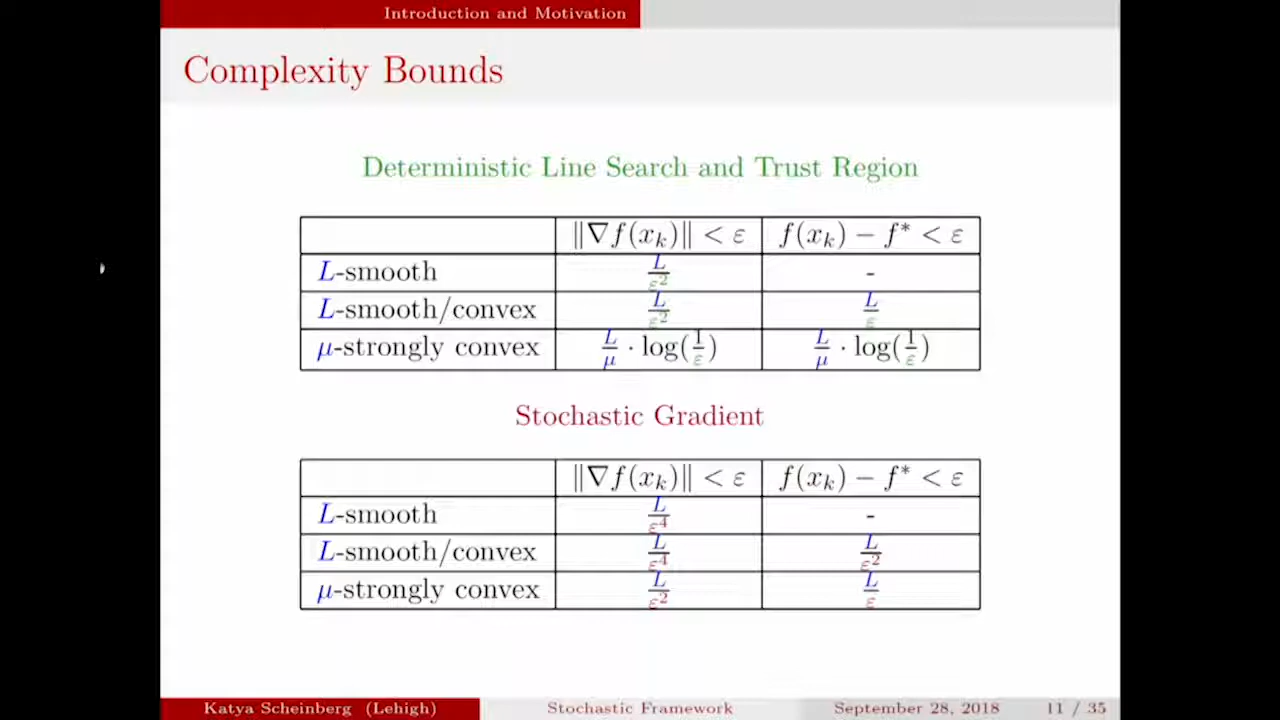 Introduction and Motivation
Complexity Bounds
Deterministic Line Search and Trust Region
‖∇f(x_k)‖ < ε f(x_k) − f* < ε
L-smooth L/ε² -
L-smooth/convex L/ε² L/ε
μ-strongly convex L/μ · log(1/ε) L/μ · log(1/ε)
Stochastic Gradient
‖∇f(x_k)‖ < ε f(x_k) − f* < ε
L-smooth L/ε⁴ -
L-smooth/convex L/ε⁴ L/ε²
μ-strongly convex L/ε² L/ε
Katya Scheinberg (Lehigh) Stochastic Framework September 28, 2018 11 / 35